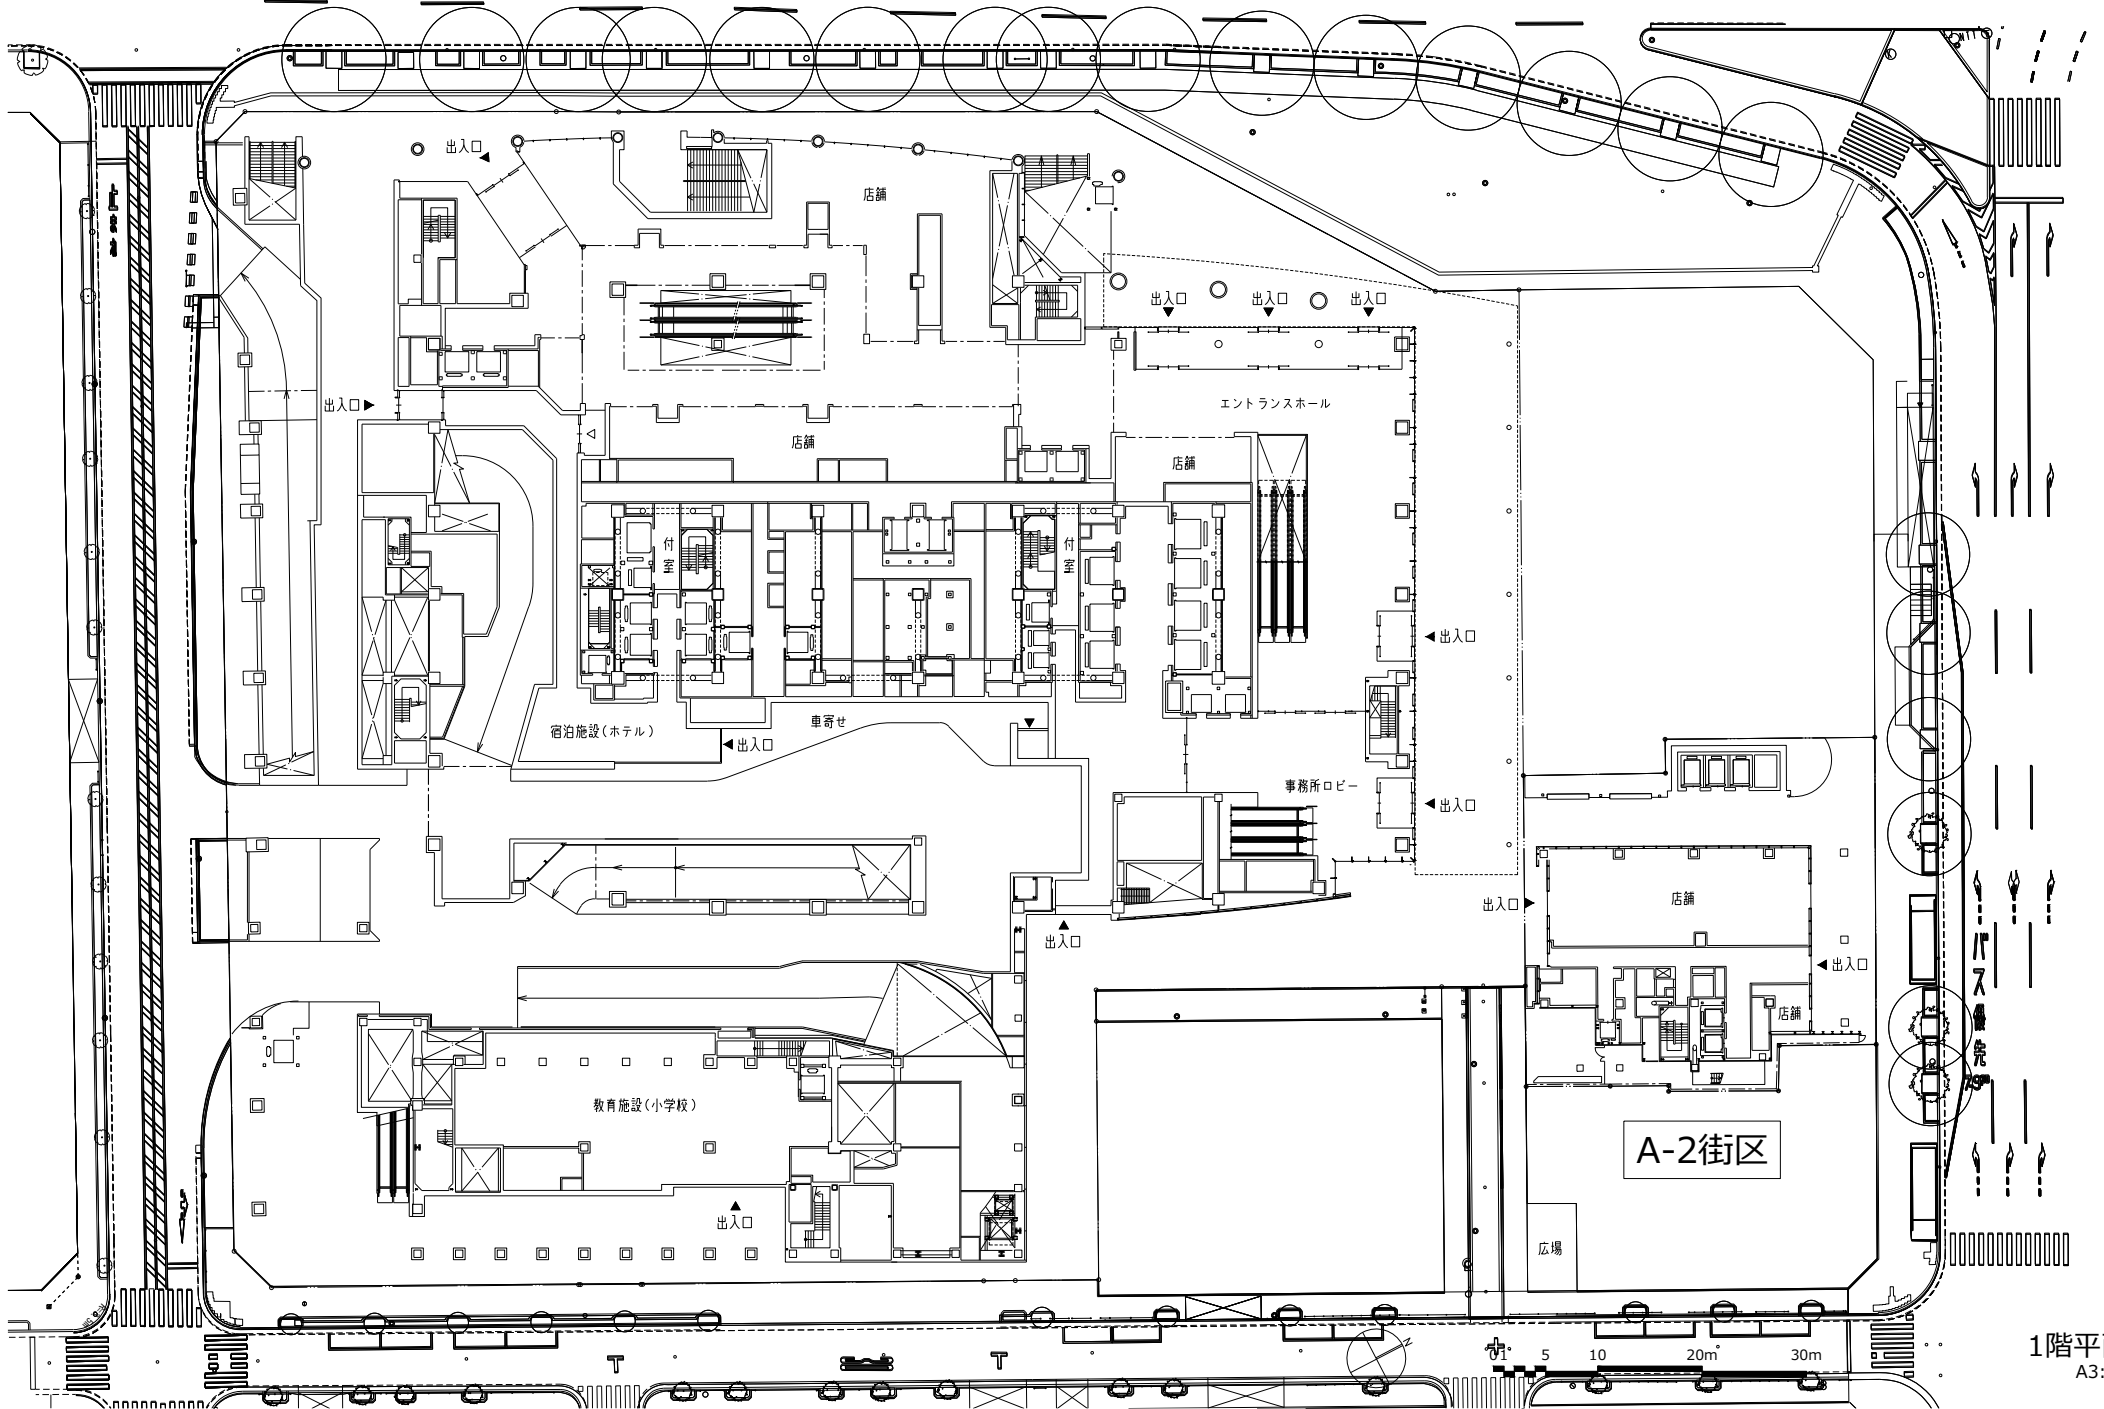 出入口
店舗
出入口
出入口
出入口
出入口
エントランスホール
店舗
店舗
付室
付室
出入口
宿泊施設(ホテル)
車寄せ
出入口
事務所ロビー
出入口
出入口
店舗
出入口
出入口
店舗
バス優先
教育施設(小学校)
出入口
A-2街区
広場
N
0 1 5 10 20m 30m
1階平
A3: